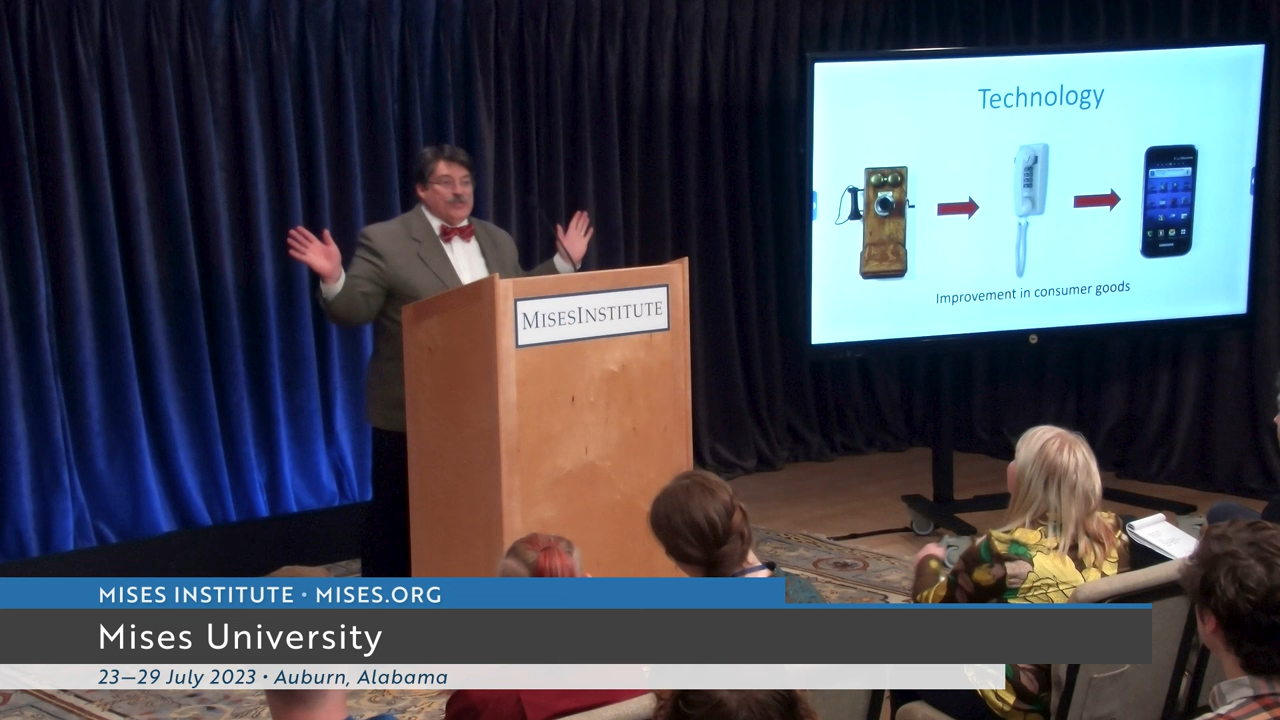 Technology
Improvement in consumer goods
MISESINSTITUTE
MISES INSTITUTE • MISES.ORG
Mises University
23—29 July 2023 • Auburn, Alabama